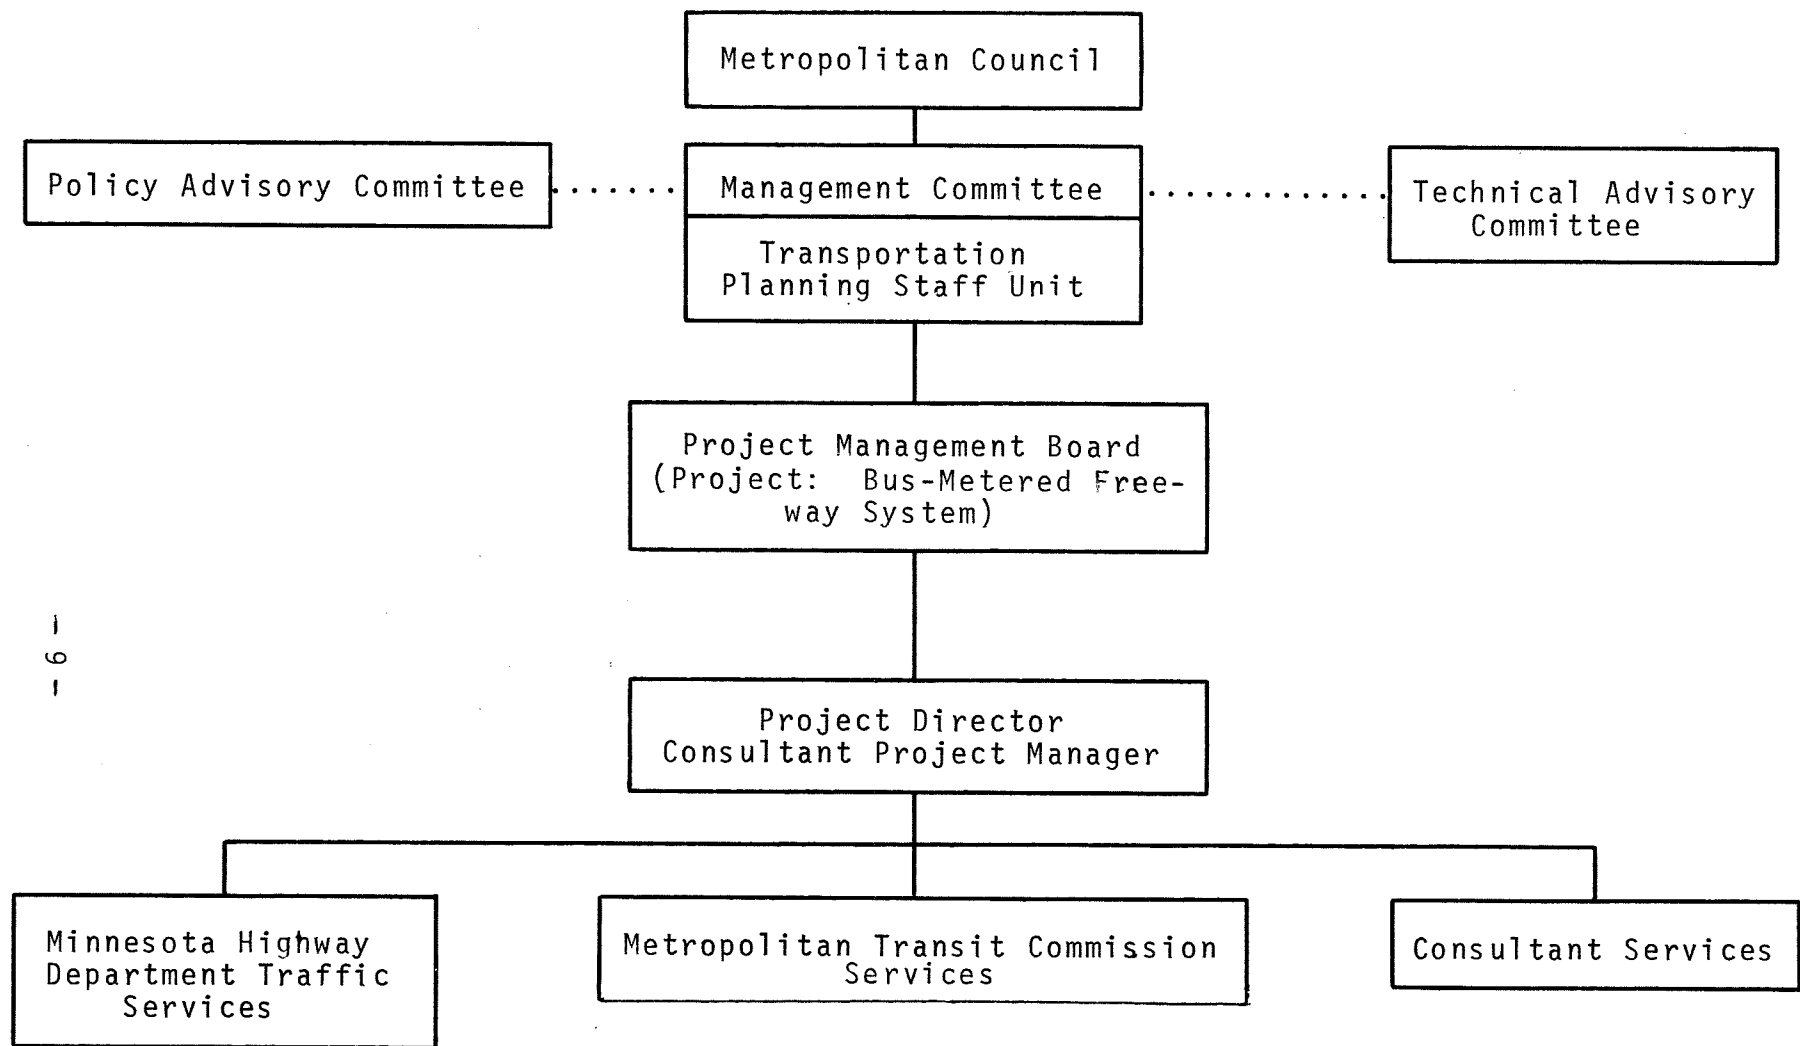 Metropolitan Council
Policy Advisory Committee
Management Committee
Technical Advisory
Committee
Transportation
Planning Staff Unit
Project Management Board
(Project: Bus-Metered Free-
way System)
- 9 -
Project Director
Consultant Project Manager
Minnesota Highway
Department Traffic
Services
Metropolitan Transit Commission
Services
Consultant Services